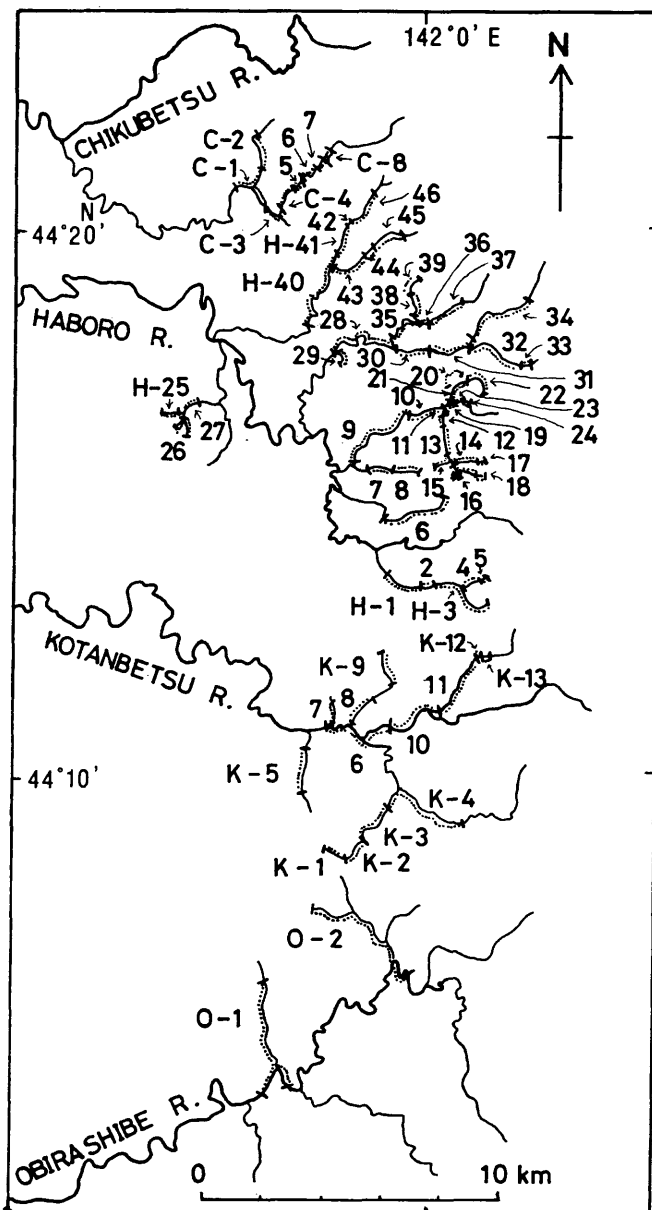 142°0' E
N
CHIKUBETSU R.
7
6
C-2
5
C-1
C-8
C-4
N
C-3
42
46
45
H-41
44°20'
H-40
44
39
36
37
43
38
28
35
34
HABORO R.
29
30
32
33
20
31
21
22
H-25
10
23
26
27
9
11
13
14
12
19
24
7
8
15
17
16
18
6
2
4
5
H-1
H-3
KOTANBETSU R.
K-12
K-9
K-13
7
8
11
6
10
44°10'
K-5
K-4
K-3
K-1
K-2
O-2
O-1
OBIRASHIBE R.
0
10 km